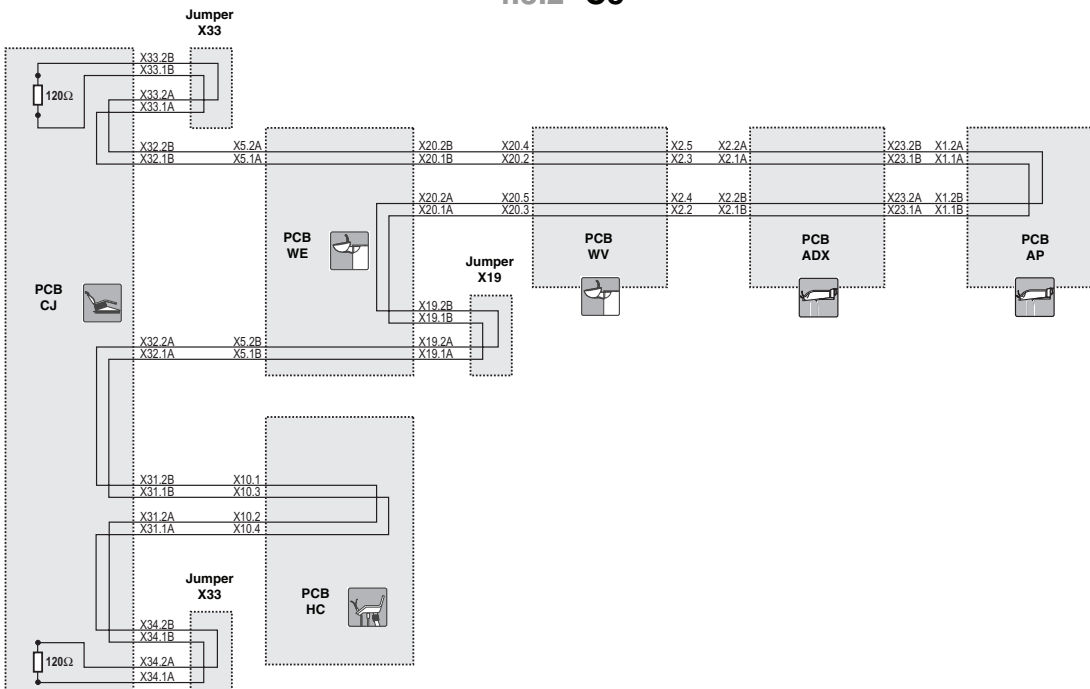 Jumper
X33
X33.2B
X33.1B
120Ω
X33.2A
X33.1A
X32.2B X5.2A X20.2B X20.4 X2.5 X2.2A X23.2B X1.2A
X32.1B X5.1A X20.1B X20.2 X2.3 X2.1A X23.1B X1.1A
X20.2A X20.5 X2.4 X2.2B X23.2A X1.2B
X20.1A X20.3 X2.2 X2.1B X23.1A X1.1B
PCB
WE
PCB
WV
PCB
ADX
PCB
AP
Jumper
X19
PCB
CJ
X19.2B
X19.1B
X32.2A X5.2B X19.2A
X32.1A X5.1B X19.1A
X31.2B X10.1
X31.1B X10.3
X31.2A X10.2
X31.1A X10.4
Jumper
X33
PCB
HC
X34.2B
X34.1B
120Ω
X34.2A
X34.1A